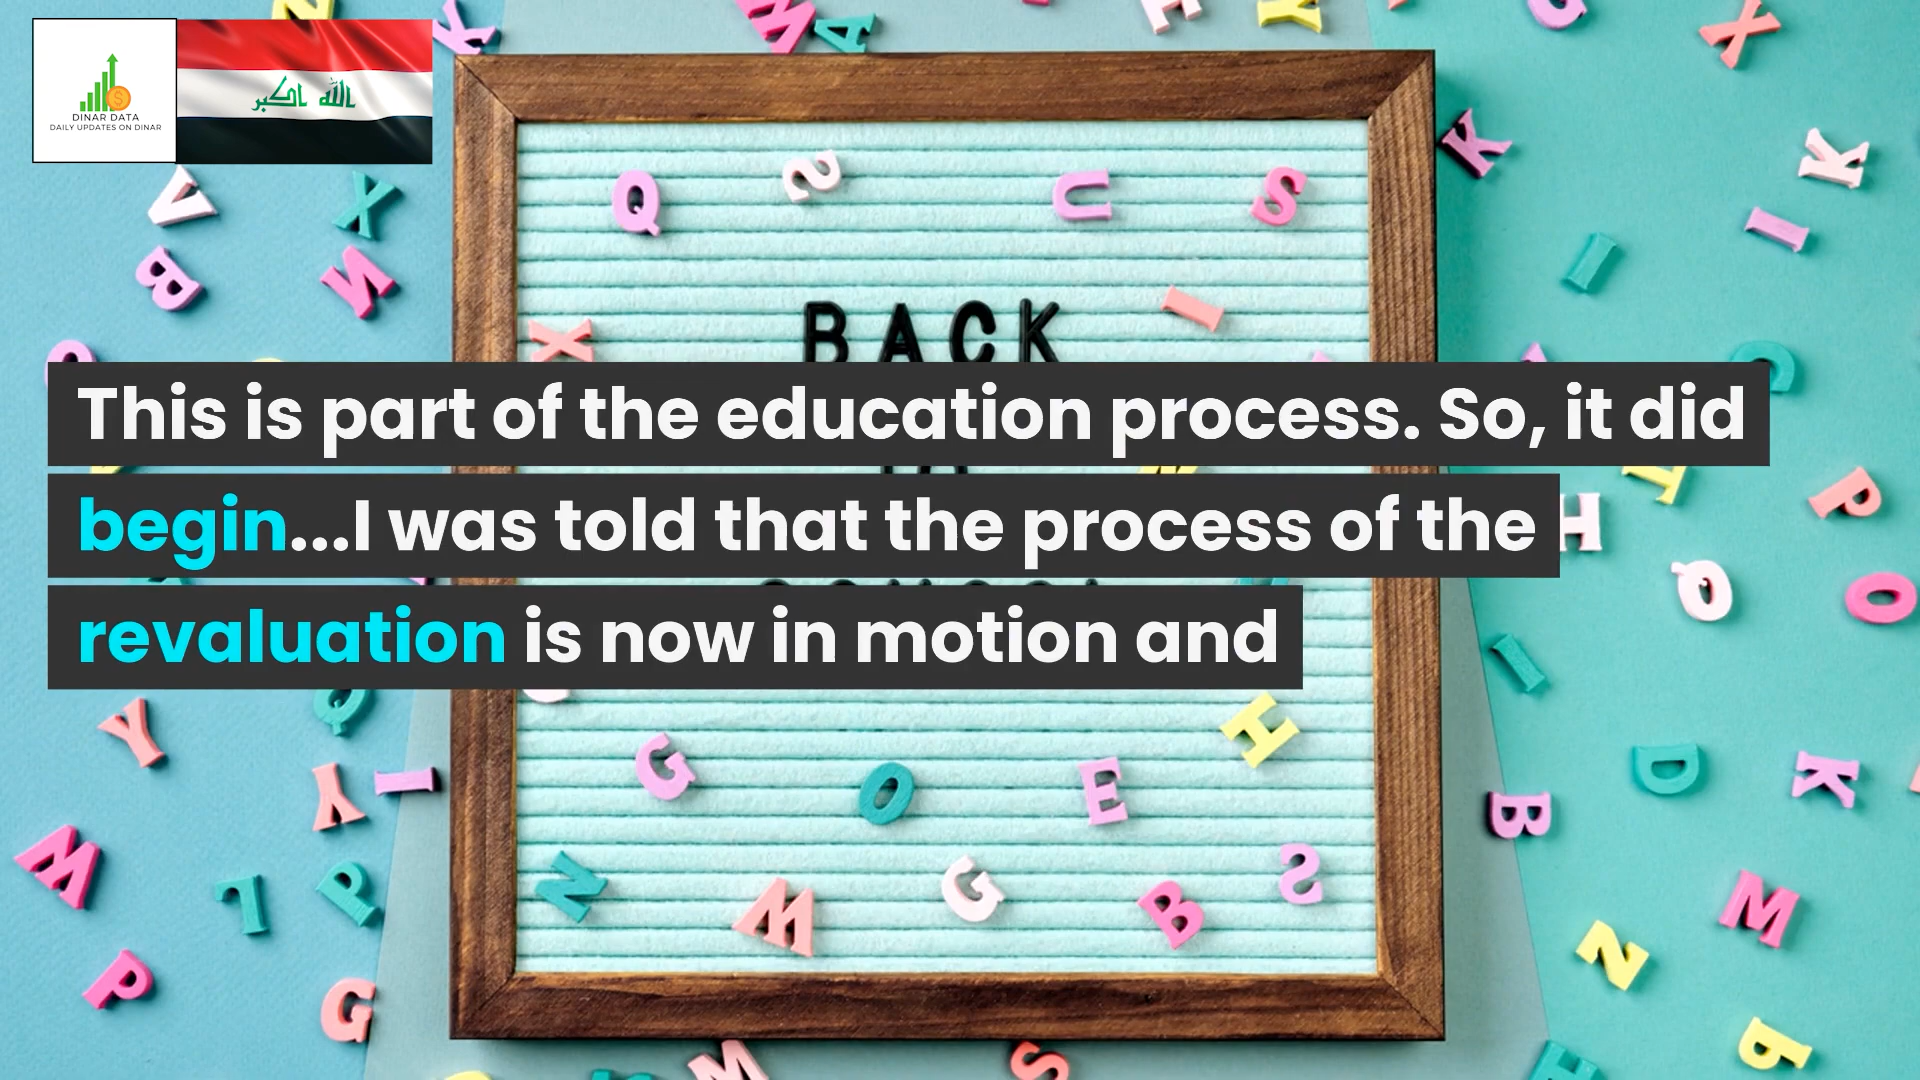 DINAR DATA
DAILY UPDATES ON DINAR
الله اكبر
BACK
This is part of the education process. So, it did
begin...I was told that the process of the
revaluation is now in motion and